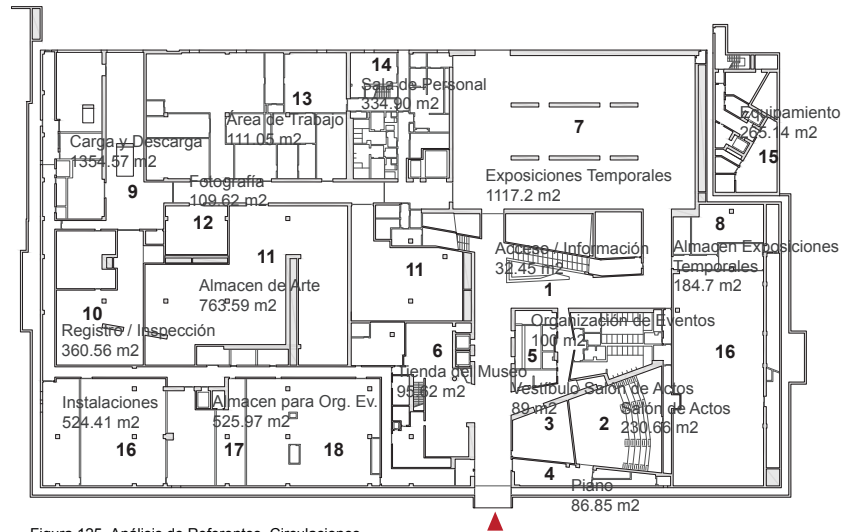 14
Sala de Personal
334.90 m2
13
Área de Trabajo
111.05 m2
7
Equipamiento
265.14 m2
15
Carga y Descarga
1354.57 m2
9
Fotografía
109.62 m2
12
Exposiciones Temporales
1117.2 m2
8
Acceso / Información
32.45 m2
1
Almacen Exposiciones
Temporales
184.7 m2
11
11
Almacen de Arte
763.59 m2
10
Registro / Inspección
360.56 m2
Organización de Eventos
100 m2
5
6
Tienda del Museo
95.62 m2
16
Vestíbulo Salón de Actos
89 m2
Salón de Actos
230.66 m2
3
2
Instalaciones
524.41 m2
16
Almacen para Org. Ev.
525.97 m2
17
18
4
Piano
86.85 m2
Figura 125. Análisis de Referentes. Circulaciones